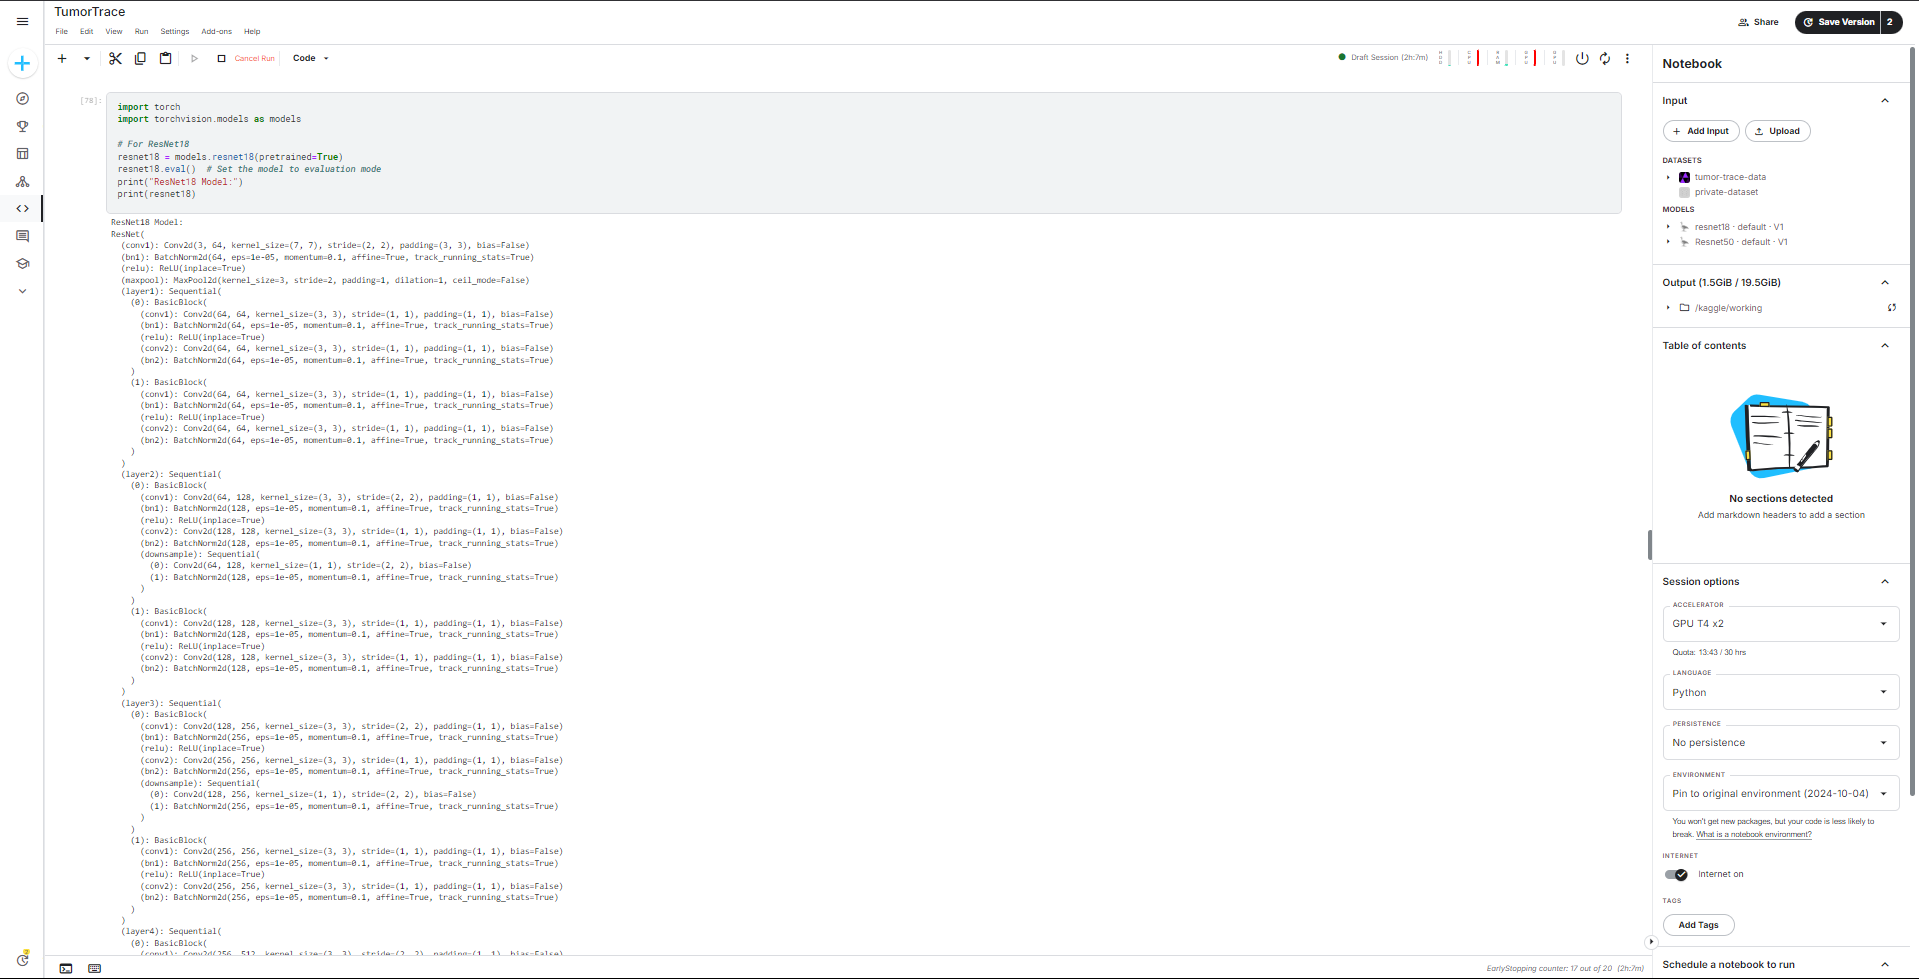 TumorTrace
File Edit View Run Settings Add-ons Help
Share
Save Version 2
Cancel Run
Code
Draft Session (2h:7m)
[78]:
import torch
import torchvision.models as models
# For ResNet18
resnet18 = models.resnet18(pretrained=True)
resnet18.eval()  # Set the model to evaluation mode
print("ResNet18 Model:")
print(resnet18)
ResNet18 Model:
ResNet(
(conv1): Conv2d(3, 64, kernel_size=(7, 7), stride=(2, 2), padding=(3, 3), bias=False)
(bn1): BatchNorm2d(64, eps=1e-05, momentum=0.1, affine=True, track_running_stats=True)
(relu): ReLU(inplace=True)
(maxpool): MaxPool2d(kernel_size=3, stride=2, padding=1, dilation=1, ceil_mode=False)
(layer1): Sequential(
(0): BasicBlock(
(conv1): Conv2d(64, 64, kernel_size=(3, 3), stride=(1, 1), padding=(1, 1), bias=False)
(bn1): BatchNorm2d(64, eps=1e-05, momentum=0.1, affine=True, track_running_stats=True)
(relu): ReLU(inplace=True)
(conv2): Conv2d(64, 64, kernel_size=(3, 3), stride=(1, 1), padding=(1, 1), bias=False)
(bn2): BatchNorm2d(64, eps=1e-05, momentum=0.1, affine=True, track_running_stats=True)
)
(1): BasicBlock(
(conv1): Conv2d(64, 64, kernel_size=(3, 3), stride=(1, 1), padding=(1, 1), bias=False)
(bn1): BatchNorm2d(64, eps=1e-05, momentum=0.1, affine=True, track_running_stats=True)
(relu): ReLU(inplace=True)
(conv2): Conv2d(64, 64, kernel_size=(3, 3), stride=(1, 1), padding=(1, 1), bias=False)
(bn2): BatchNorm2d(64, eps=1e-05, momentum=0.1, affine=True, track_running_stats=True)
)
)
(layer2): Sequential(
(0): BasicBlock(
(conv1): Conv2d(64, 128, kernel_size=(3, 3), stride=(2, 2), padding=(1, 1), bias=False)
(bn1): BatchNorm2d(128, eps=1e-05, momentum=0.1, affine=True, track_running_stats=True)
(relu): ReLU(inplace=True)
(conv2): Conv2d(128, 128, kernel_size=(3, 3), stride=(1, 1), padding=(1, 1), bias=False)
(bn2): BatchNorm2d(128, eps=1e-05, momentum=0.1, affine=True, track_running_stats=True)
(downsample): Sequential(
(0): Conv2d(64, 128, kernel_size=(1, 1), stride=(2, 2), bias=False)
(1): BatchNorm2d(128, eps=1e-05, momentum=0.1, affine=True, track_running_stats=True)
)
)
(1): BasicBlock(
(conv1): Conv2d(128, 128, kernel_size=(3, 3), stride=(1, 1), padding=(1, 1), bias=False)
(bn1): BatchNorm2d(128, eps=1e-05, momentum=0.1, affine=True, track_running_stats=True)
(relu): ReLU(inplace=True)
(conv2): Conv2d(128, 128, kernel_size=(3, 3), stride=(1, 1), padding=(1, 1), bias=False)
(bn2): BatchNorm2d(128, eps=1e-05, momentum=0.1, affine=True, track_running_stats=True)
)
)
(layer3): Sequential(
(0): BasicBlock(
(conv1): Conv2d(128, 256, kernel_size=(3, 3), stride=(2, 2), padding=(1, 1), bias=False)
(bn1): BatchNorm2d(256, eps=1e-05, momentum=0.1, affine=True, track_running_stats=True)
(relu): ReLU(inplace=True)
(conv2): Conv2d(256, 256, kernel_size=(3, 3), stride=(1, 1), padding=(1, 1), bias=False)
(bn2): BatchNorm2d(256, eps=1e-05, momentum=0.1, affine=True, track_running_stats=True)
(downsample): Sequential(
(0): Conv2d(128, 256, kernel_size=(1, 1), stride=(2, 2), bias=False)
(1): BatchNorm2d(256, eps=1e-05, momentum=0.1, affine=True, track_running_stats=True)
)
)
(1): BasicBlock(
(conv1): Conv2d(256, 256, kernel_size=(3, 3), stride=(1, 1), padding=(1, 1), bias=False)
(bn1): BatchNorm2d(256, eps=1e-05, momentum=0.1, affine=True, track_running_stats=True)
(relu): ReLU(inplace=True)
(conv2): Conv2d(256, 256, kernel_size=(3, 3), stride=(1, 1), padding=(1, 1), bias=False)
(bn2): BatchNorm2d(256, eps=1e-05, momentum=0.1, affine=True, track_running_stats=True)
)
)
(layer4): Sequential(
(0): BasicBlock(
(conv1): Conv2d(256, 512, kernel_size=(3, 3), stride=(2, 2), padding=(1, 1), bias=False)
EarlyStopping counter: 17 out of 20 (2h:7m)
Notebook
Input
Add Input
Upload
DATASETS
tumor-trace-data
private-dataset
MODELS
resnet18 · default · V1
Resnet50 · default · V1
Output (1.5GiB / 19.5GiB)
/kaggle/working
Table of contents
No sections detected
Add markdown headers to add a section
Session options
ACCELERATOR
GPU T4 x2
Quota: 13:43 / 30 hrs
LANGUAGE
Python
PERSISTENCE
No persistence
ENVIRONMENT
Pin to original environment (2024-10-04)
You won't get new packages, but your code is less likely to
break. What is a notebook environment?
INTERNET
Internet on
TAGS
Add Tags
Schedule a notebook to run